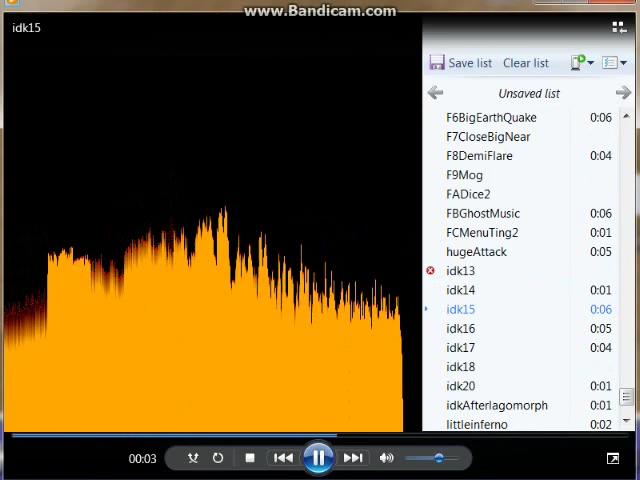 www.Bandicam.com
idk15
Save list Clear list
Unsaved list
F6BigEarthQuake 0:06
F7CloseBigNear
F8DemiFlare 0:04
F9Mog
FADice2
FBGhostMusic 0:06
FCMenuTing2 0:01
hugeAttack 0:05
idk13
idk14 0:01
idk15 0:06
idk16 0:05
idk17 0:04
idk18
idk20 0:01
idkAfterlagomorph 0:01
littleinferno 0:02
00:03